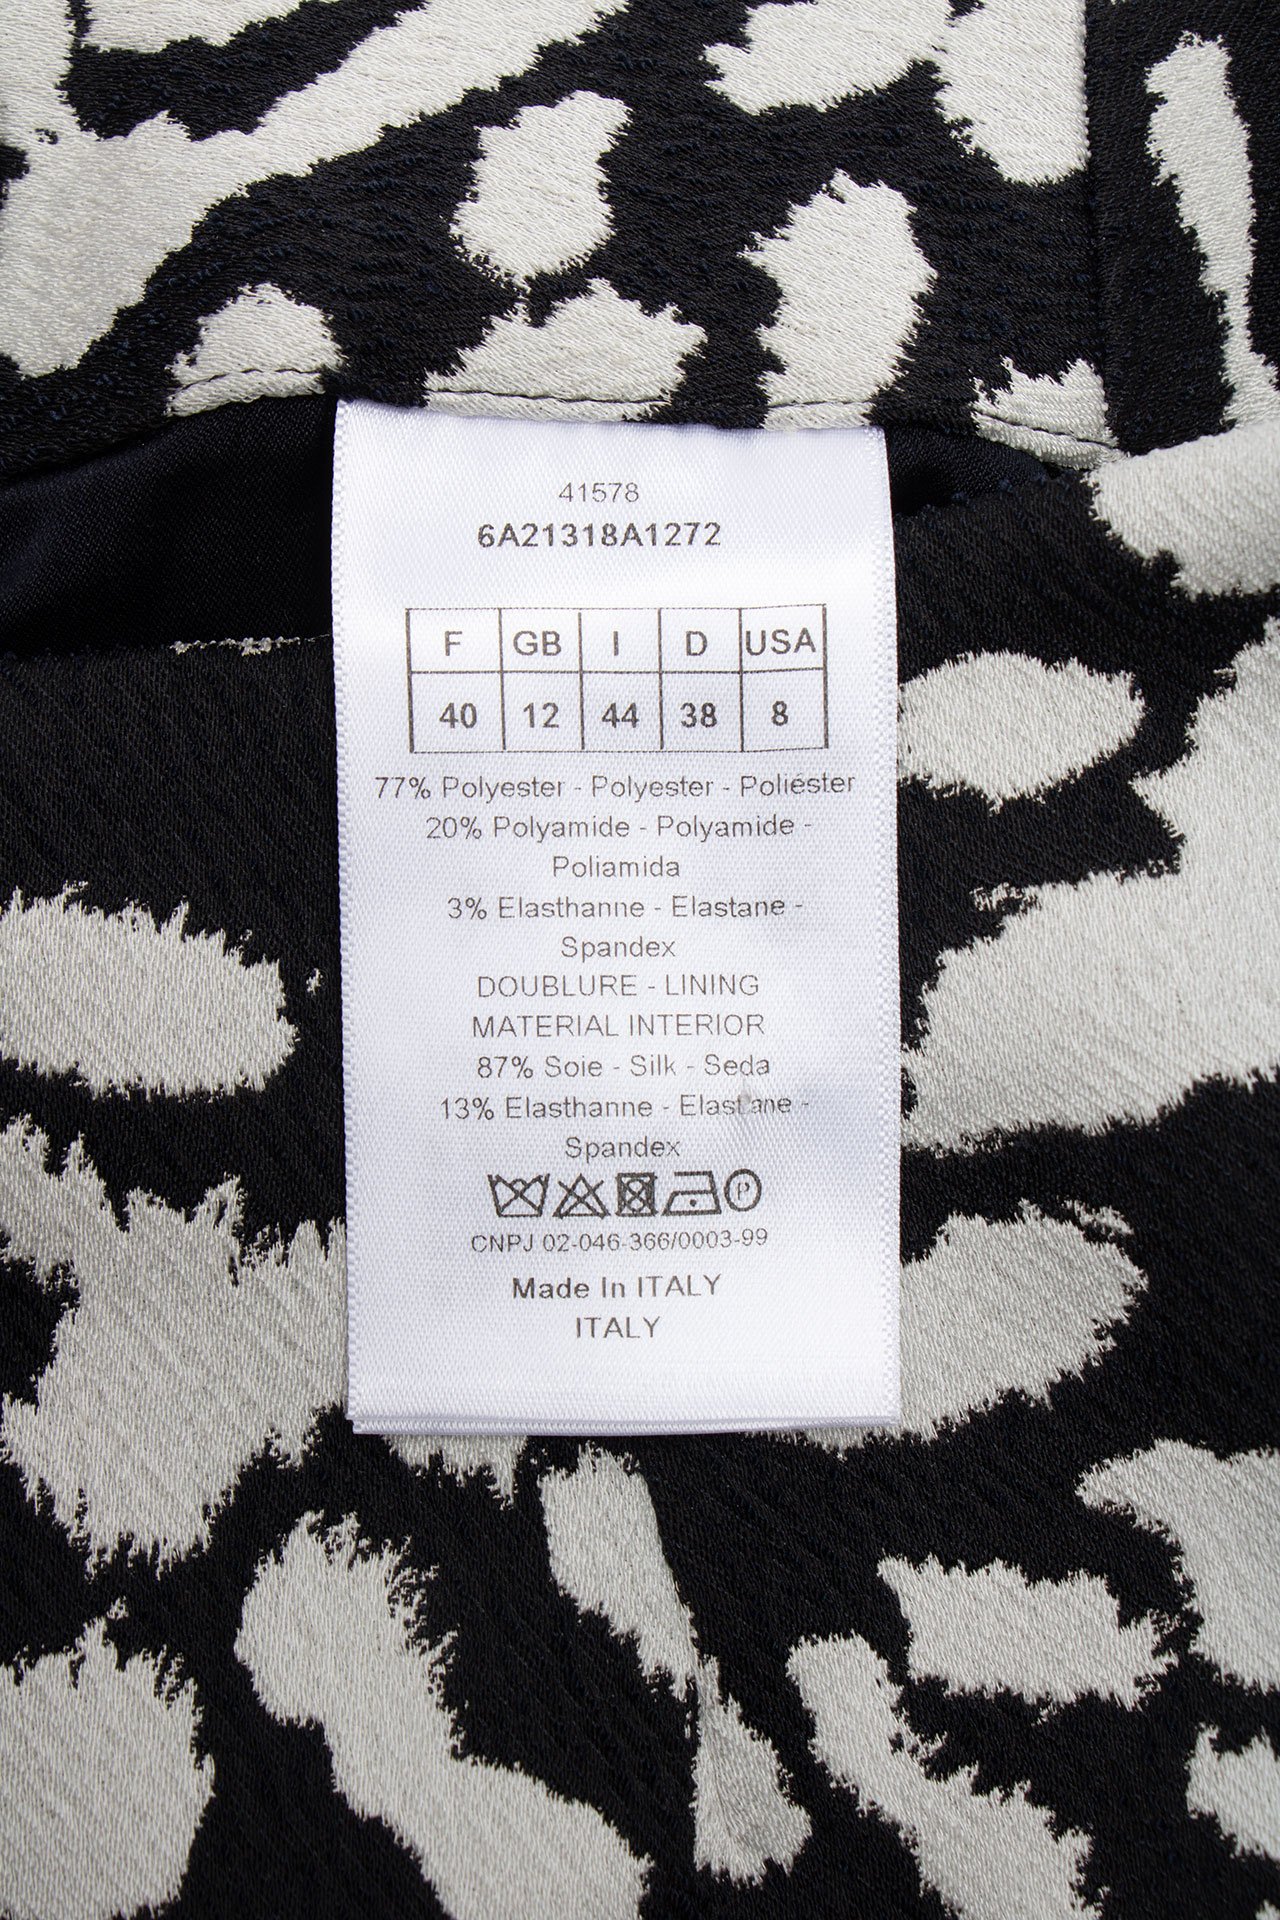 41578
6A21318A1272
F GB I D USA
40 12 44 38 8
77% Polyester - Polyester - Poliéster
20% Polyamide - Polyamide -
Poliamida
3% Elasthanne - Elastane -
Spandex
DOUBLURE - LINING
MATERIAL INTERIOR
87% Soie - Silk - Seda
13% Elasthanne - Elastane -
Spandex
P
CNPJ 02-046-366/0003-99
Made In ITALY
ITALY